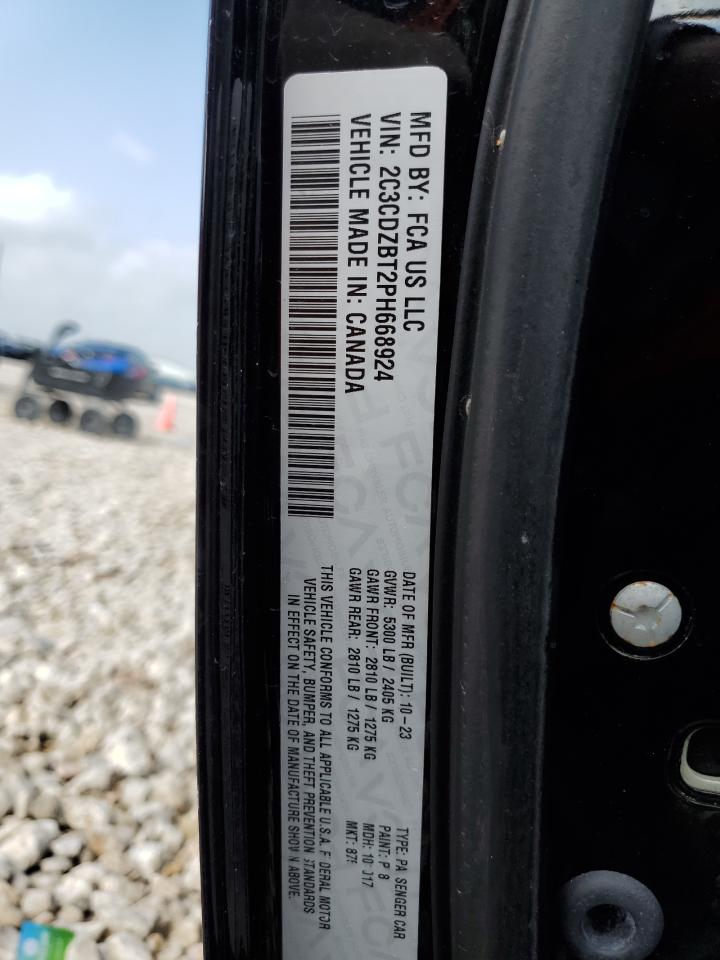 MFD BY: FCA US LLC
VIN: 2C3CDZBT2PH668924
VEHICLE MADE IN: CANADA
DATE OF MFR (BUILT): 10-23
GVWR: 5300 LB / 2405 KG
GAWR FRONT: 2810 LB / 1275 KG
GAWR REAR: 2810 LB / 1275 KG
THIS VEHICLE CONFORMS TO ALL APPLICABLE U.S.A. F DERAL MOTOR
VEHICLE SAFETY, BUMPER, AND THEFT PREVENTION STANDARDS
IN EFFECT ON THE DATE OF MANUFACTURE SHOWN ABOVE.
TYPE: PA SENGER CAR
PAINT: P 8
MDH:
MKT:
FCA